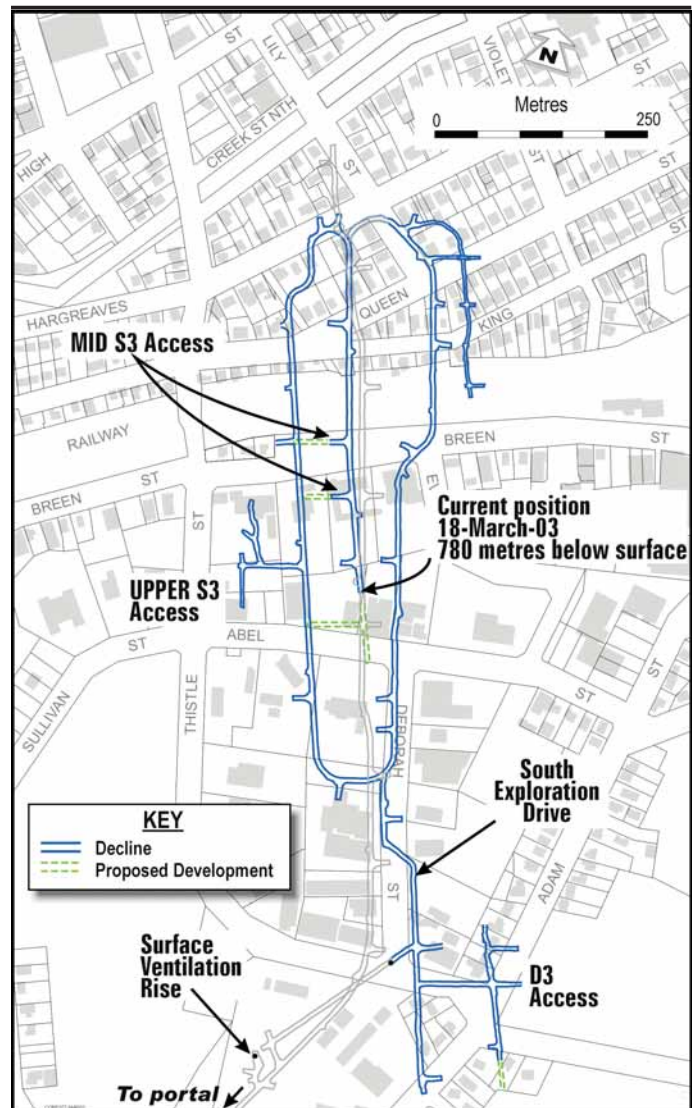 ST
LILY
VIOLET
N
Metres
0 250
CREEK ST NTH
ST
ST
HIGH
HARGREAVES
QUEEN
KING
ST
MID S3 Access
RAILWAY
BREEN
ST
BREEN
ST
ST
Current position
18-March-03
780 metres below surface
UPPER S3
Access
ABEL
ST
SULLIVAN
THISTLE
ST
ST
DEBORAH
South
Exploration
Drive
KEY
Decline
Proposed Development
ADAM
ST
Surface
Ventilation
Rise
D3
Access
To portal